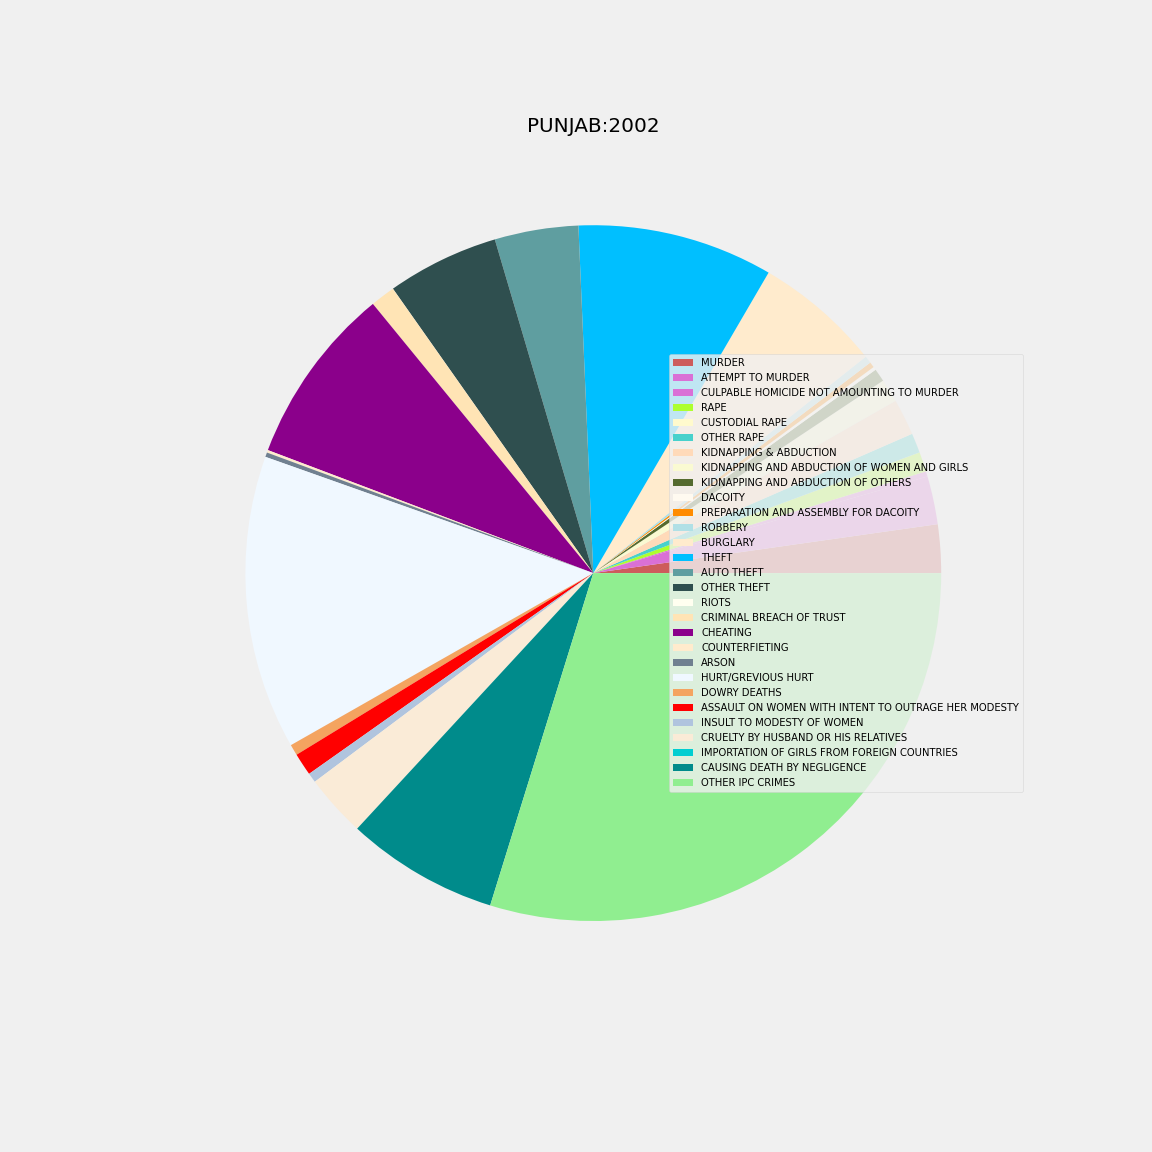 PUNJAB:2002
MURDER
ATTEMPT TO MURDER
CULPABLE HOMICIDE NOT AMOUNTING TO MURDER
RAPE
CUSTODIAL RAPE
OTHER RAPE
KIDNAPPING & ABDUCTION
KIDNAPPING AND ABDUCTION OF WOMEN AND GIRLS
KIDNAPPING AND ABDUCTION OF OTHERS
DACOITY
PREPARATION AND ASSEMBLY FOR DACOITY
ROBBERY
BURGLARY
THEFT
AUTO THEFT
OTHER THEFT
RIOTS
CRIMINAL BREACH OF TRUST
CHEATING
COUNTERFIETING
ARSON
HURT/GREVIOUS HURT
DOWRY DEATHS
ASSAULT ON WOMEN WITH INTENT TO OUTRAGE HER MODESTY
INSULT TO MODESTY OF WOMEN
CRUELTY BY HUSBAND OR HIS RELATIVES
IMPORTATION OF GIRLS FROM FOREIGN COUNTRIES
CAUSING DEATH BY NEGLIGENCE
OTHER IPC CRIMES